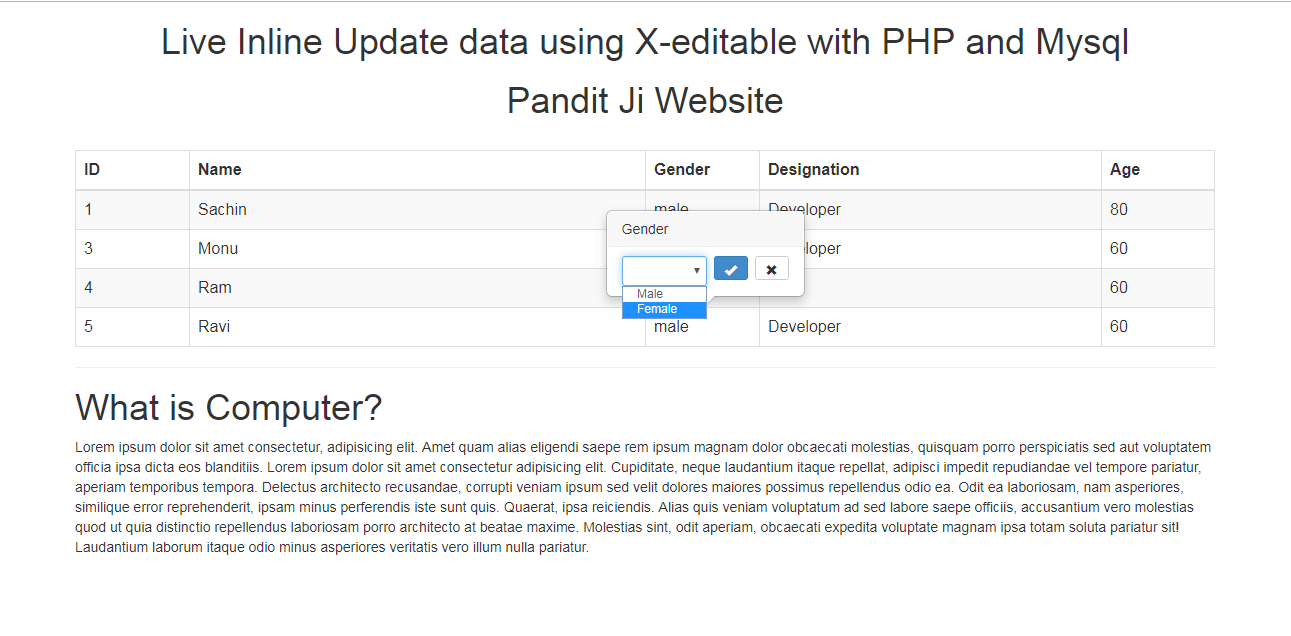 Live Inline Update data using X-editable with PHP and Mysql
Pandit Ji Website
ID Name Gender Designation Age
1 Sachin male Developer 80
Gender
3 Monu 60
4 Ram 60
Male
Female
5 Ravi male Developer 60
What is Computer?
Lorem ipsum dolor sit amet consectetur, adipisicing elit. Amet quam alias eligendi saepe rem ipsum magnam dolor obcaecati molestias, quisquam porro perspiciatis sed aut voluptatem
officia ipsa dicta eos blanditiis. Lorem ipsum dolor sit amet consectetur adipisicing elit. Cupiditate, neque laudantium itaque repellat, adipisci impedit repudiandae vel tempore pariatur,
aperiam temporibus tempora. Delectus architecto recusandae, corrupti veniam ipsum sed velit dolores maiores possimus repellendus odio ea. Odit ea laboriosam, nam asperiores,
similique error reprehenderit, ipsam minus perferendis iste sunt quis. Quaerat, ipsa reiciendis. Alias quis veniam voluptatum ad sed labore saepe officiis, accusantium vero molestias
quod ut quia distinctio repellendus laboriosam porro architecto at beatae maxime. Molestias sint, odit aperiam, obcaecati expedita voluptate magnam ipsa totam soluta pariatur sit!
Laudantium laborum itaque odio minus asperiores veritatis vero illum nulla pariatur.